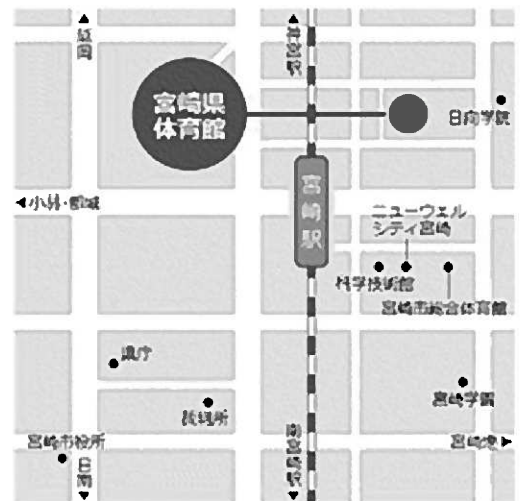 延岡
宮崎県
体育館
日向学院
◀小林・都城
宮崎駅
ニューウェル
シティ宮崎
科学技術館
宮崎市総合体育館
県庁
裁判所
宮崎学園
宮崎市役所
日南
南宮崎駅
宮崎港▶